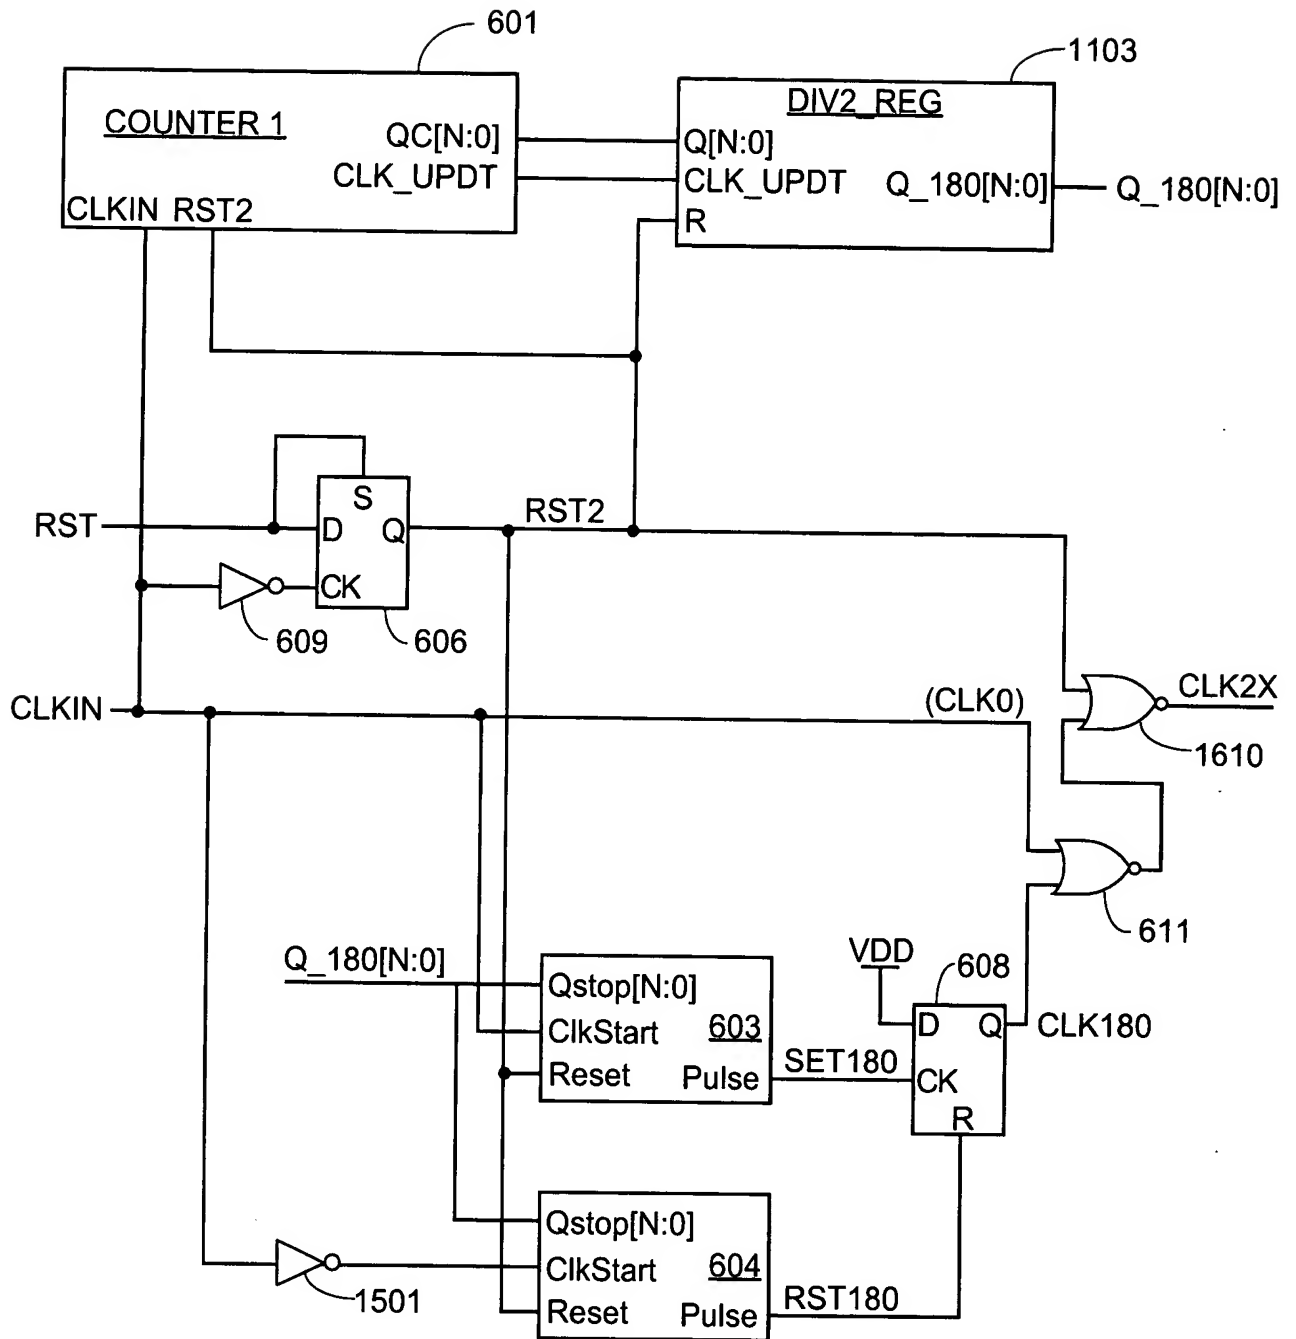 601
1103
COUNTER 1
DIV2_REG
QC[N:0]
Q[N:0]
CLK_UPDT
CLK_UPDT
Q_180[N:0]
Q_180[N:0]
CLKIN RST2
R
S
RST
D
Q
RST2
CK
609
606
CLKIN
(CLK0)
CLK2X
1610
611
Q_180[N:0]
VDD
608
Qstop[N:0]
ClkStart
603
D
Q
CLK180
Reset
Pulse
SET180
CK
R
Qstop[N:0]
ClkStart
604
1501
Reset
Pulse
RST180